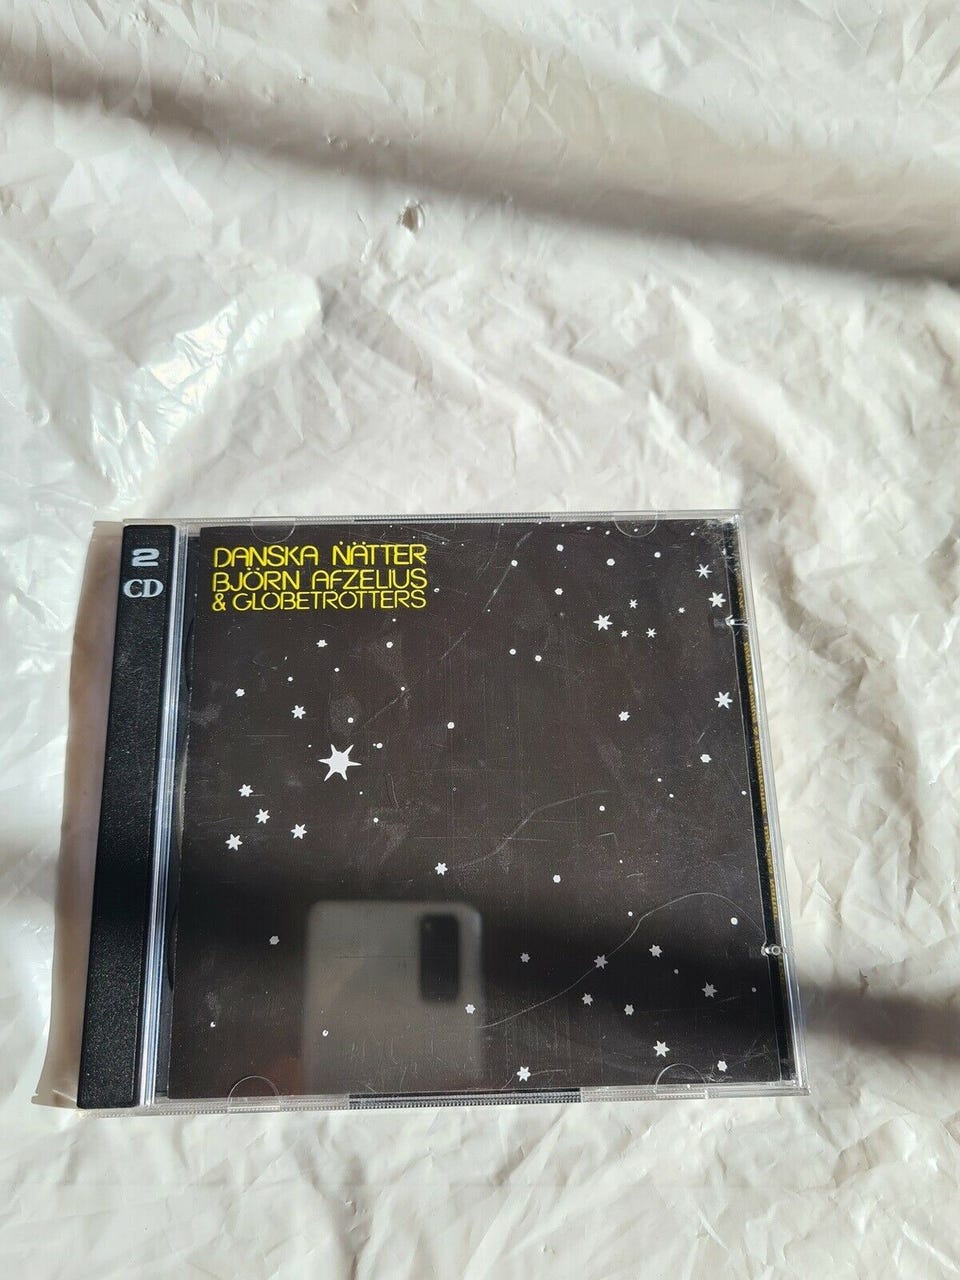 2
CD
DANSKA NÄTTER
BJÖRN AFZELIUS
& GLOBETROTTERS